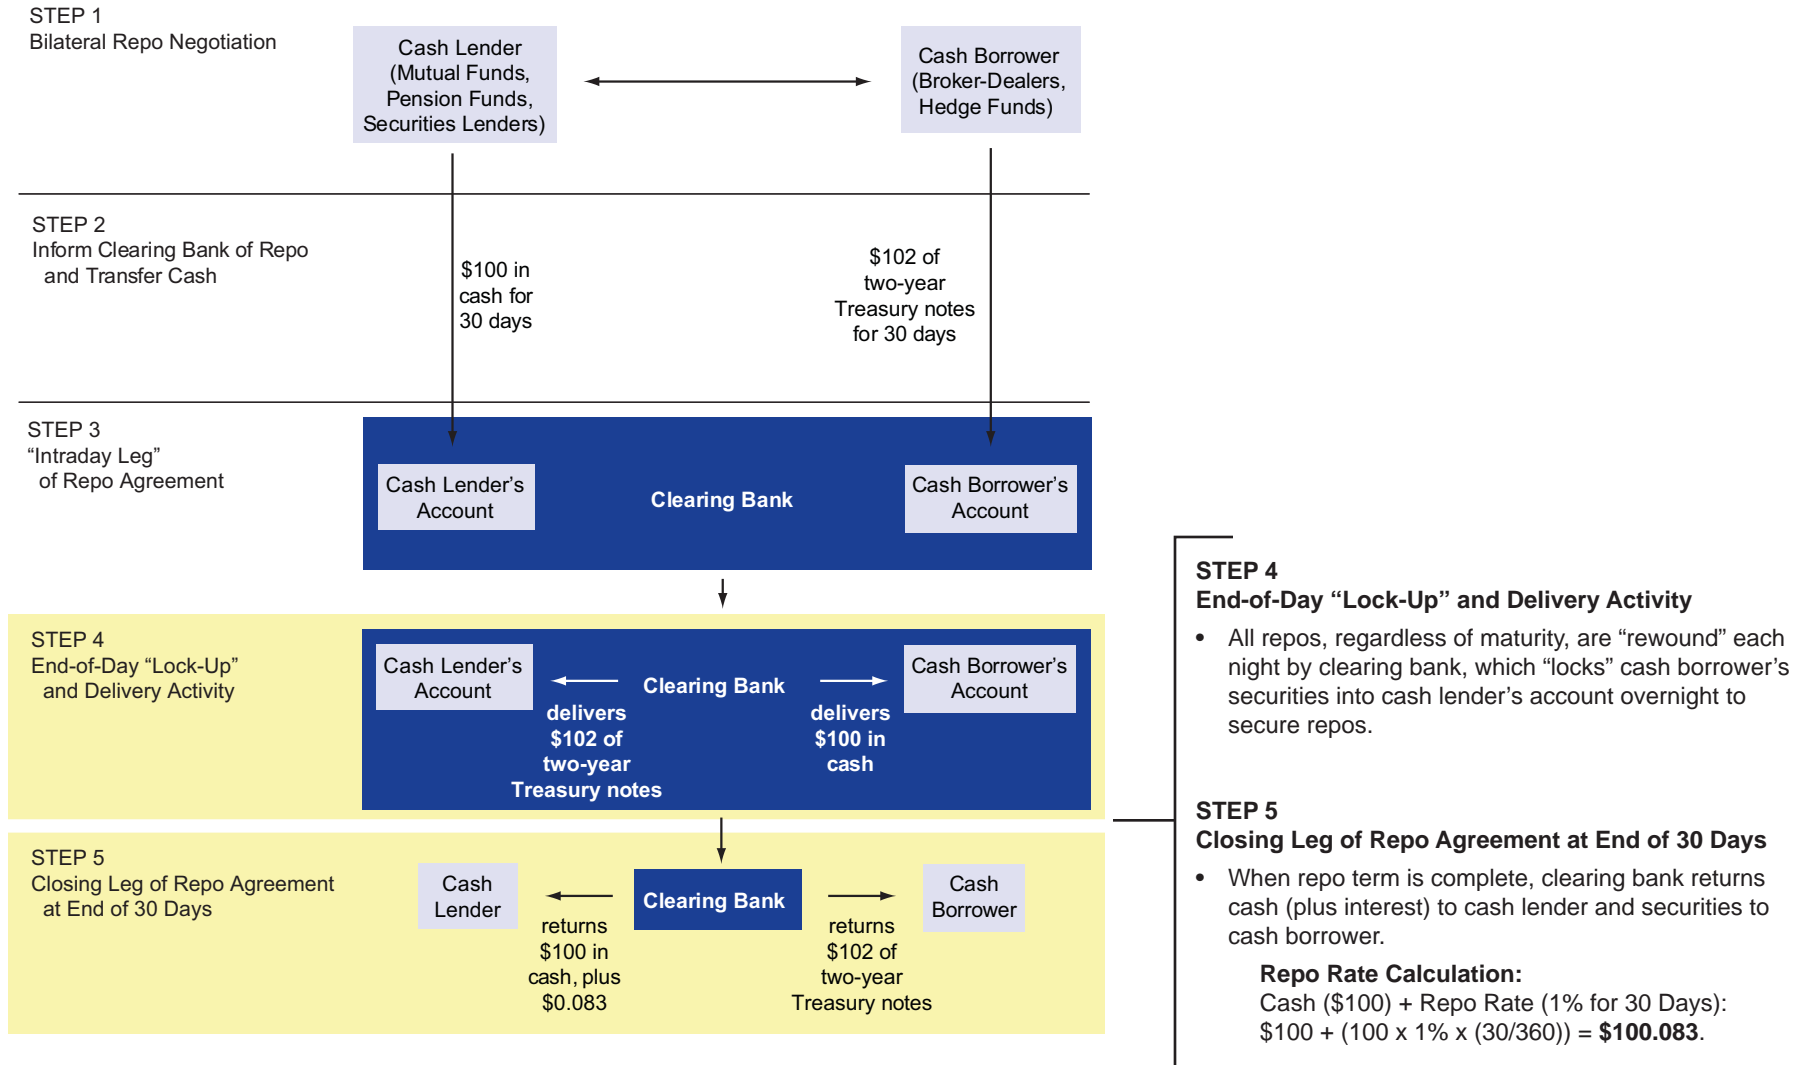 STEP 1
Bilateral Repo Negotiation
Cash Lender
(Mutual Funds,
Pension Funds,
Securities Lenders)
Cash Borrower
(Broker-Dealers,
Hedge Funds)
STEP 2
Inform Clearing Bank of Repo
and Transfer Cash
$100 in
cash for
30 days
$102 of
two-year
Treasury notes
for 30 days
STEP 3
“Intraday Leg”
of Repo Agreement
Cash Lender’s
Account
Clearing Bank
Cash Borrower’s
Account
STEP 4
End-of-Day “Lock-Up”
and Delivery Activity
Cash Lender’s
Account
Clearing Bank
Cash Borrower’s
Account
delivers
$102 of
two-year
Treasury notes
delivers
$100 in
cash
STEP 5
Closing Leg of Repo Agreement
at End of 30 Days
Cash
Lender
Clearing Bank
Cash
Borrower
returns
$100 in
cash, plus
$0.083
returns
$102 of
two-year
Treasury notes
STEP 4
End-of-Day “Lock-Up” and Delivery Activity
• All repos, regardless of maturity, are “rewound” each
night by clearing bank, which “locks” cash borrower’s
securities into cash lender’s account overnight to
secure repos.
STEP 5
Closing Leg of Repo Agreement at End of 30 Days
• When repo term is complete, clearing bank returns
cash (plus interest) to cash lender and securities to
cash borrower.
Repo Rate Calculation:
Cash ($100) + Repo Rate (1% for 30 Days):
$100 + (100 x 1% x (30/360)) = $100.083.